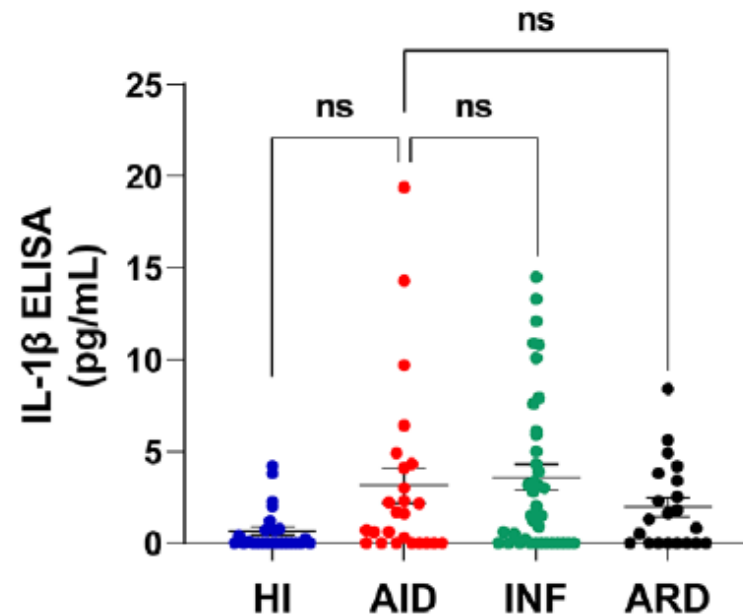 ns
ns
ns
25
20
15
10
5
0
IL-1β ELISA
(pg/mL)
HI
AID
INF
ARD